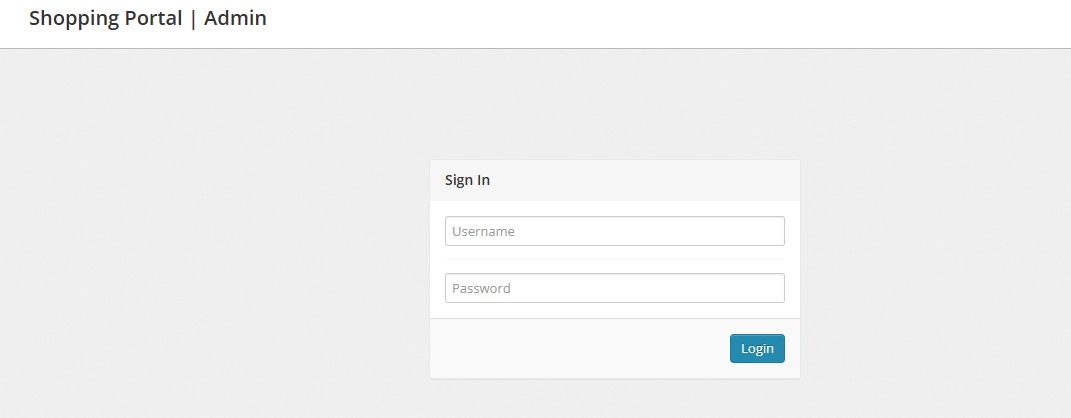 Shopping Portal | Admin
Sign In
Username
Password
Login